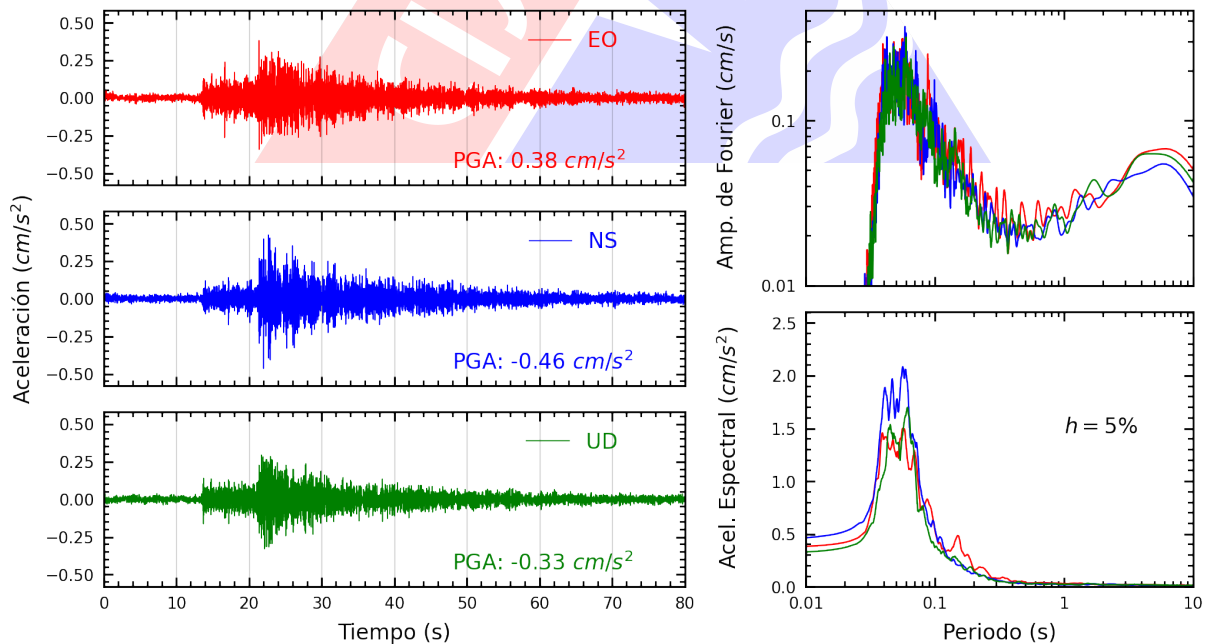 Aceleración (cm/s²)
0.50
0.25
0.00
−0.25
−0.50
EO
PGA: 0.38 cm/s²
0.50
0.25
0.00
−0.25
−0.50
NS
PGA: -0.46 cm/s²
0.50
0.25
0.00
−0.25
−0.50
UD
PGA: -0.33 cm/s²
0 10 20 30 40 50 60 70 80
Tiempo (s)
Amp. de Fourier (cm/s)
0.1
0.01
Acel. Espectral (cm/s²)
2.5
2.0
1.5
1.0
0.5
0.0
h = 5%
0.01 0.1 1 10
Periodo (s)